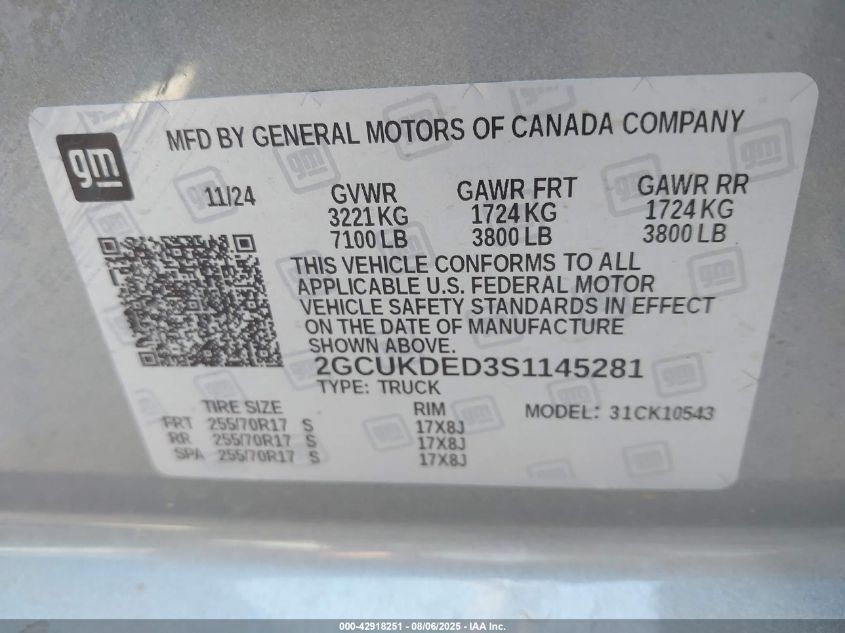 gm
MFD BY GENERAL MOTORS OF CANADA COMPANY
11/24
GVWR
3221 KG
7100 LB
GAWR FRT
1724 KG
3800 LB
GAWR RR
1724 KG
3800 LB
THIS VEHICLE CONFORMS TO ALL
APPLICABLE U.S. FEDERAL MOTOR
VEHICLE SAFETY STANDARDS IN EFFECT
ON THE DATE OF MANUFACTURE
SHOWN ABOVE.
2GCUKDED3S1145281
TYPE: TRUCK
MODEL: 31CK10543
TIRE SIZE RIM
FRT 255/70R17 S 17X8J
RR 255/70R17 S 17X8J
SPA 255/70R17 S 17X8J
000-42918251 - 08/06/2025 - IAA Inc.